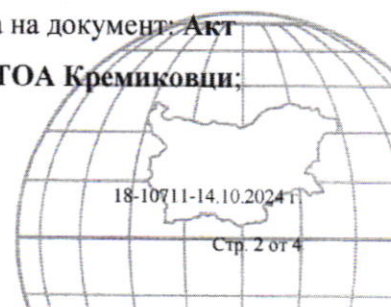 а на документ: Акт
ТОА Кремиковци;
18-10711-14.10.2024 г.
Стр. 2 от 4